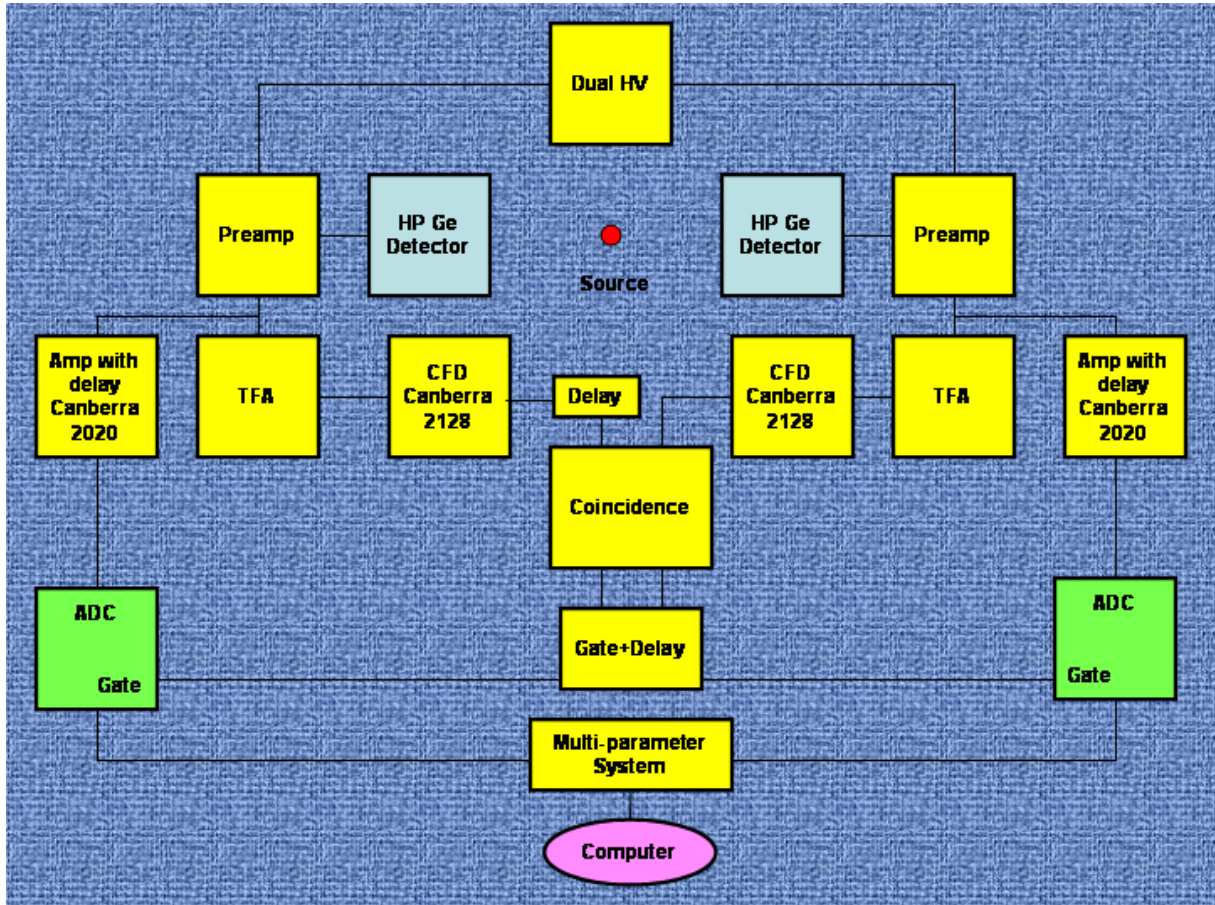 Dual HV
Preamp
HP Ge
Detector
Source
HP Ge
Detector
Preamp
Amp with
delay
Canberra
2020
TFA
CFD
Canberra
2128
Delay
CFD
Canberra
2128
TFA
Amp with
delay
Canberra
2020
Coincidence
ADC
Gate
Gate+Delay
ADC
Gate
Multi-parameter
System
Computer